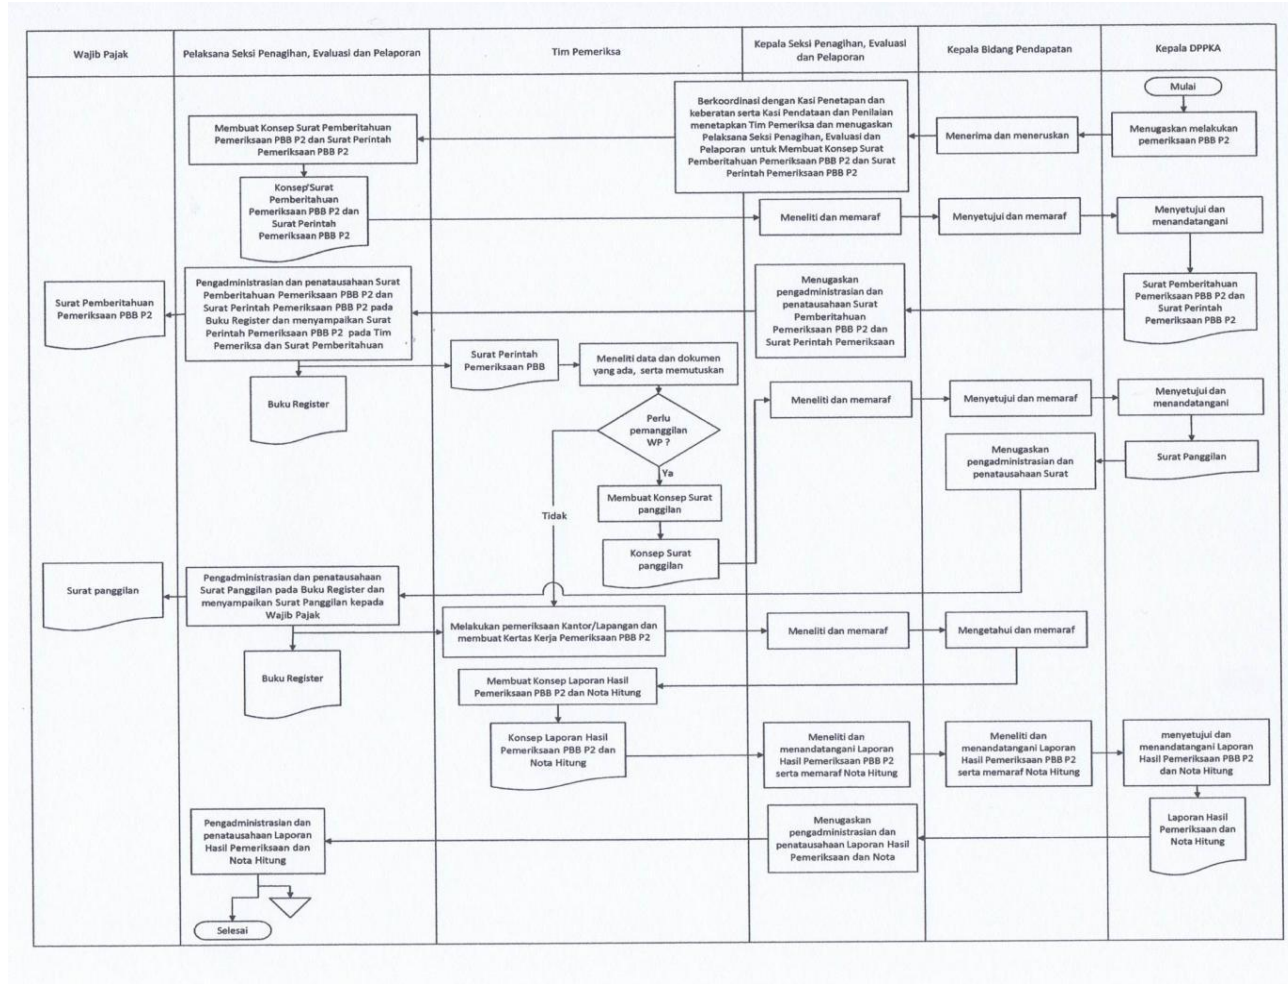 Wajib Pajak
Pelaksana Seksi Penagihan, Evaluasi dan Pelaporan
Tim Pemeriksa
Kepala Seksi Penagihan, Evaluasi
dan Pelaporan
Kepala Bidang Pendapatan
Kepala DPPKA
Mulai
Menugaskan melakukan
pemeriksaan PBB P2
Menerima dan meneruskan
Berkoordinasi dengan Kasi Penetapan dan
keberatan serta Kasi Pendataan dan Penilaian
menetapkan Tim Pemeriksa dan menugaskan
Pelaksana Seksi Penagihan, Evaluasi dan
Pelaporan untuk Membuat Konsep Surat
Pemberitahuan Pemeriksaan PBB P2 dan Surat
Perintah Pemeriksaan PBB P2
Membuat Konsep Surat Pemberitahuan
Pemeriksaan PBB P2 dan Surat Perintah
Pemeriksaan PBB P2
Konsep Surat
Pemberitahuan
Pemeriksaan PBB P2 dan
Surat Perintah
Pemeriksaan PBB P2
Meneliti dan memaraf
Menyetujui dan memaraf
Menyetujui dan
menandatangani
Surat Pemberitahuan
Pemeriksaan PBB P2 dan
Surat Perintah
Pemeriksaan PBB P2
Menugaskan
pengadministrasian dan
penatausahaan Surat
Pemberitahuan
Pemeriksaan PBB P2 dan
Surat Perintah Pemeriksaan
Pengadministrasian dan penatausahaan Surat
Pemberitahuan Pemeriksaan PBB P2 dan
Surat Perintah Pemeriksaan PBB P2 pada
Buku Register dan menyampaikan Surat
Perintah Pemeriksaan PBB P2 pada Tim
Pemeriksa dan Surat Pemberitahuan
Surat Pemberitahuan
Pemeriksaan PBB P2
Buku Register
Surat Perintah
Pemeriksaan PBB
Meneliti data dan dokumen
yang ada, serta memutuskan
Perlu
pemanggilan
WP ?
Ya
Tidak
Membuat Konsep Surat
panggilan
Konsep Surat
panggilan
Meneliti dan memaraf
Menyetujui dan memaraf
Menyetujui dan
menandatangani
Surat Panggilan
Menugaskan
pengadministrasian dan
penatausahaan Surat
Pengadministrasian dan penatausahaan
Surat Panggilan pada Buku Register dan
menyampaikan Surat Panggilan kepada
Wajib Pajak
Surat panggilan
Buku Register
Melakukan pemeriksaan Kantor/Lapangan dan
membuat Kertas Kerja Pemeriksaan PBB P2
Meneliti dan memaraf
Mengetahui dan memaraf
Membuat Konsep Laporan Hasil
Pemeriksaan PBB P2 dan Nota Hitung
Konsep Laporan Hasil
Pemeriksaan PBB P2 dan
Nota Hitung
Meneliti dan
menandatangani Laporan
Hasil Pemeriksaan PBB P2
serta memaraf Nota Hitung
Meneliti dan
menandatangani Laporan
Hasil Pemeriksaan PBB P2
serta memaraf Nota Hitung
menyetujui dan
menandatangani Laporan
Hasil Pemeriksaan PBB P2
dan Nota Hitung
Laporan Hasil
Pemeriksaan dan
Nota Hitung
Menugaskan
pengadministrasian dan
penatausahaan Laporan Hasil
Pemeriksaan dan Nota
Pengadministrasian dan
penatausahaan Laporan
Hasil Pemeriksaan dan
Nota Hitung
Selesai